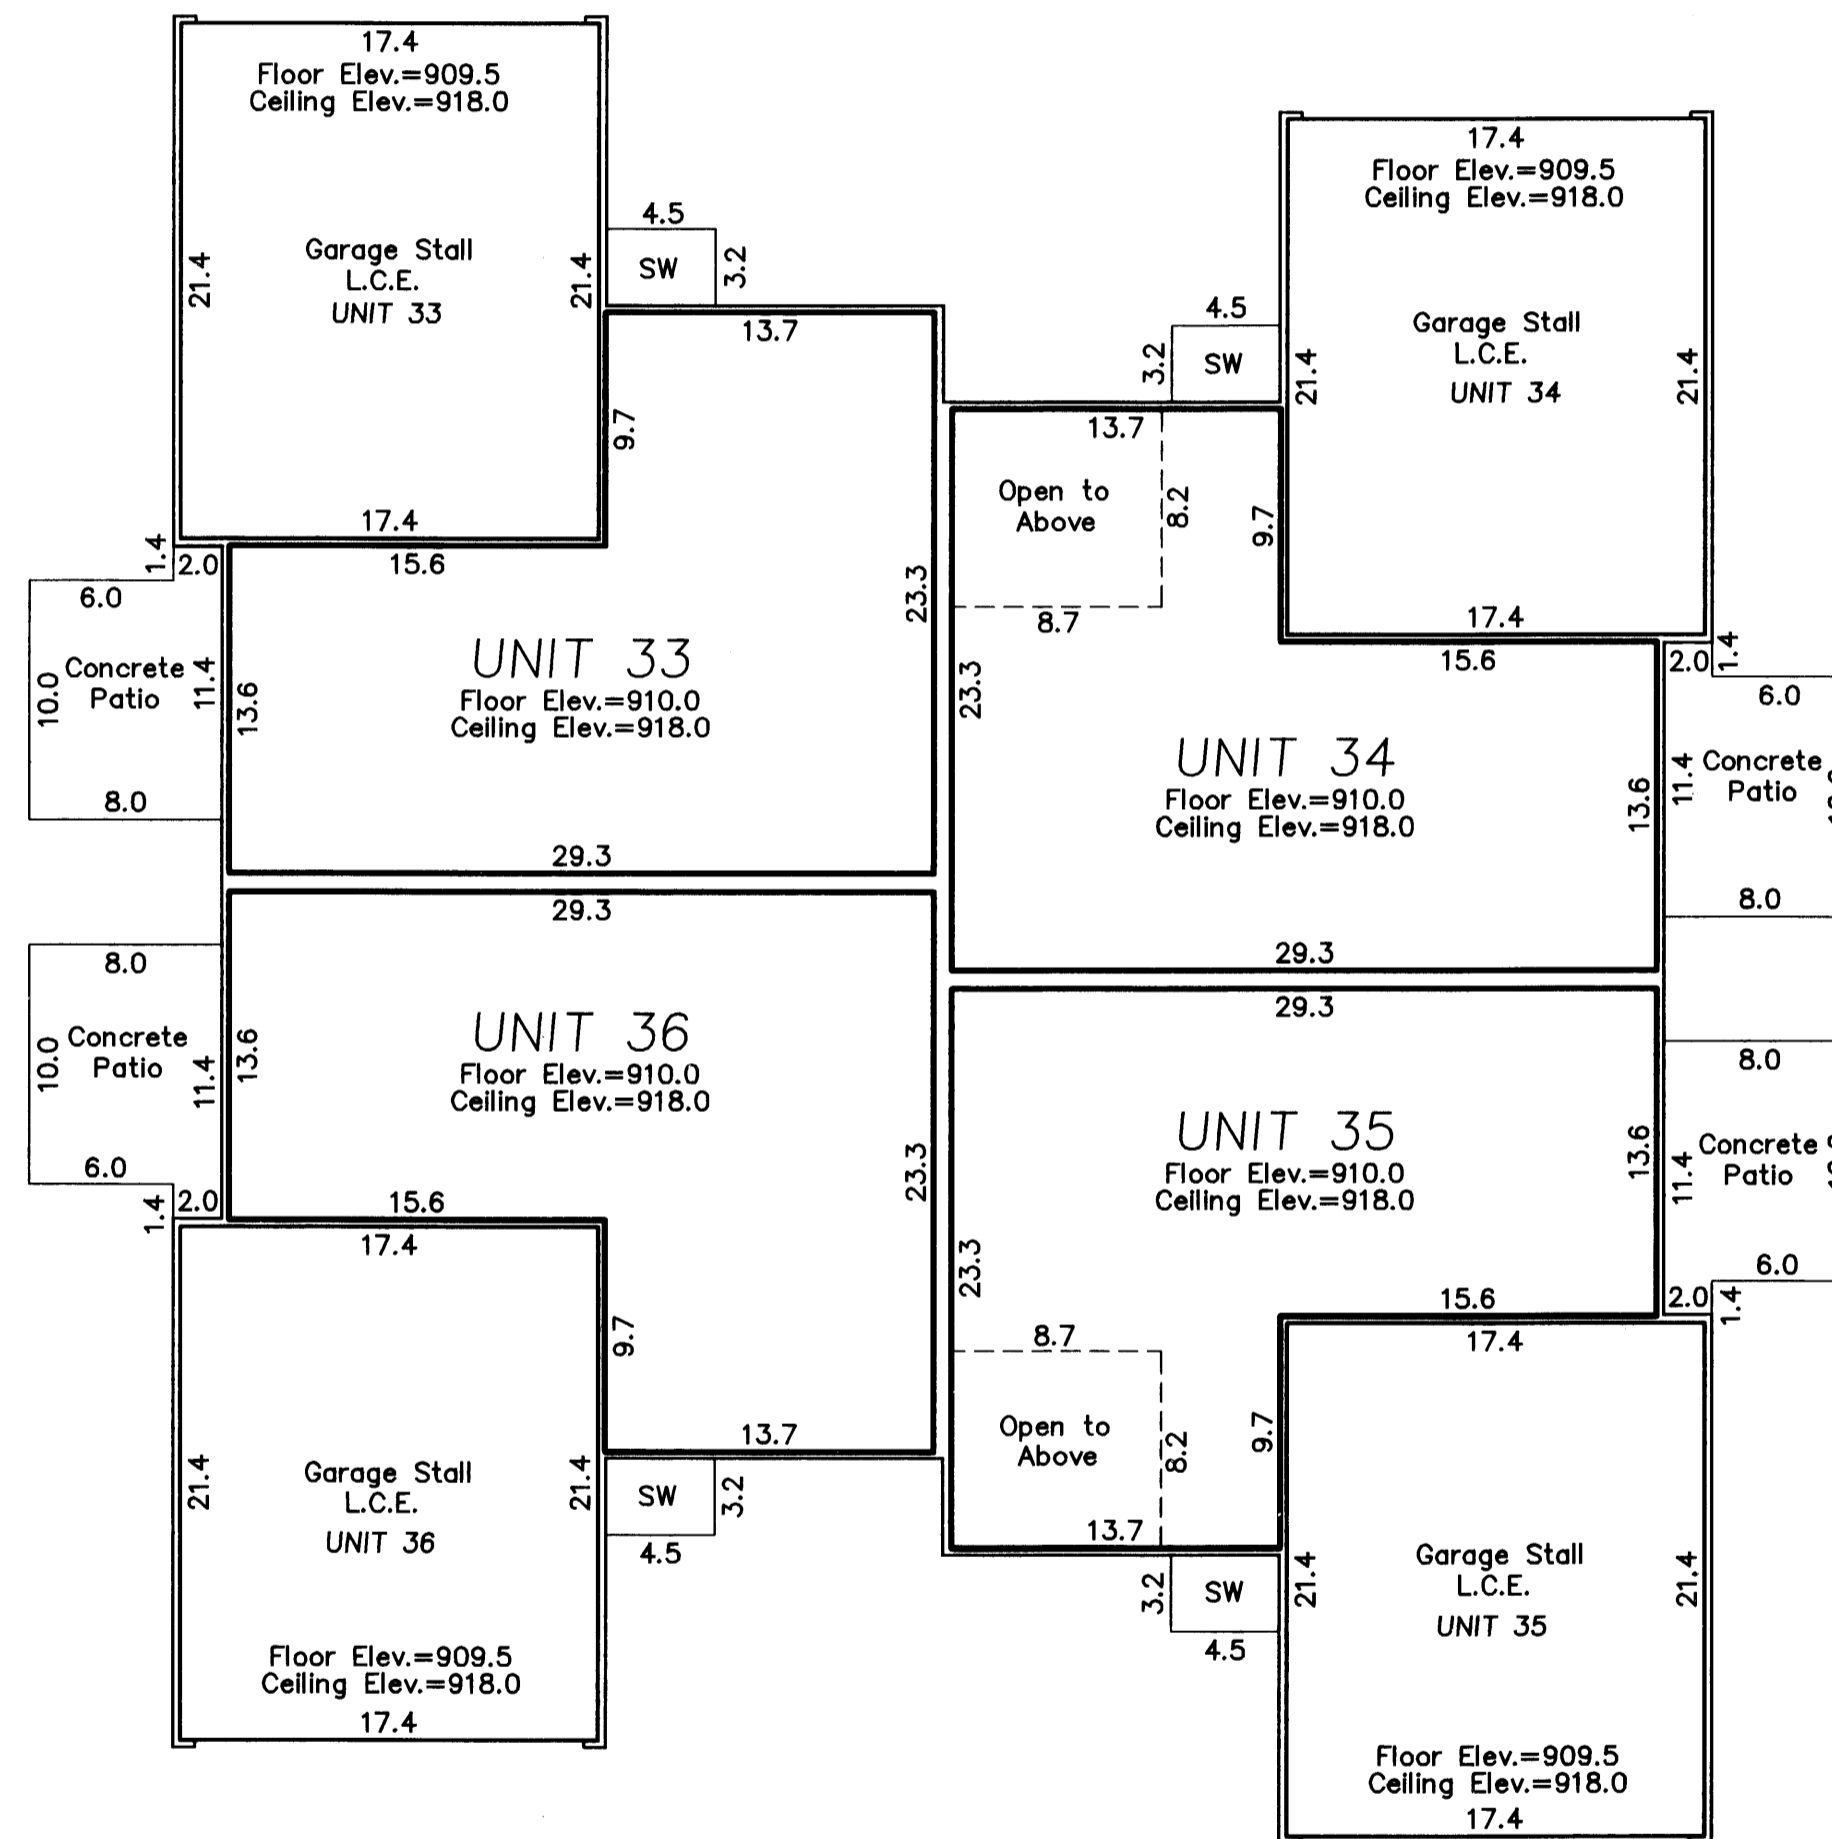 17.4
Floor Elev.=909.5
Ceiling Elev.=918.0
Garage Stall
L.C.E.
UNIT 33
21.4
21.4
4.5
SW
3.2
13.7
9.7
17.4
15.6
1.4
2.0
6.0
Concrete
Patio
10.0
11.4
13.6
8.0
UNIT 33
Floor Elev.=910.0
Ceiling Elev.=918.0
23.3
29.3
17.4
Floor Elev.=909.5
Ceiling Elev.=918.0
Garage Stall
L.C.E.
UNIT 34
21.4
21.4
4.5
3.2
SW
13.7
Open to
Above
8.2
8.7
9.7
17.4
15.6
2.0
1.4
6.0
23.3
UNIT 34
Floor Elev.=910.0
Ceiling Elev.=918.0
13.6
11.4
Concrete
Patio
8.0
29.3
29.3
8.0
Concrete
Patio
10.0
11.4
13.6
6.0
1.4
2.0
15.6
UNIT 36
Floor Elev.=910.0
Ceiling Elev.=918.0
23.3
17.4
9.7
13.7
21.4
21.4
Garage Stall
L.C.E.
UNIT 36
SW
3.2
4.5
Floor Elev.=909.5
Ceiling Elev.=918.0
17.4
29.3
8.0
UNIT 35
Floor Elev.=910.0
Ceiling Elev.=918.0
13.6
11.4
Concrete
Patio
6.0
2.0
1.4
23.3
15.6
17.4
8.7
Open to
Above
8.2
9.7
13.7
3.2
SW
4.5
21.4
21.4
Garage Stall
L.C.E.
UNIT 35
Floor Elev.=909.5
Ceiling Elev.=918.0
17.4